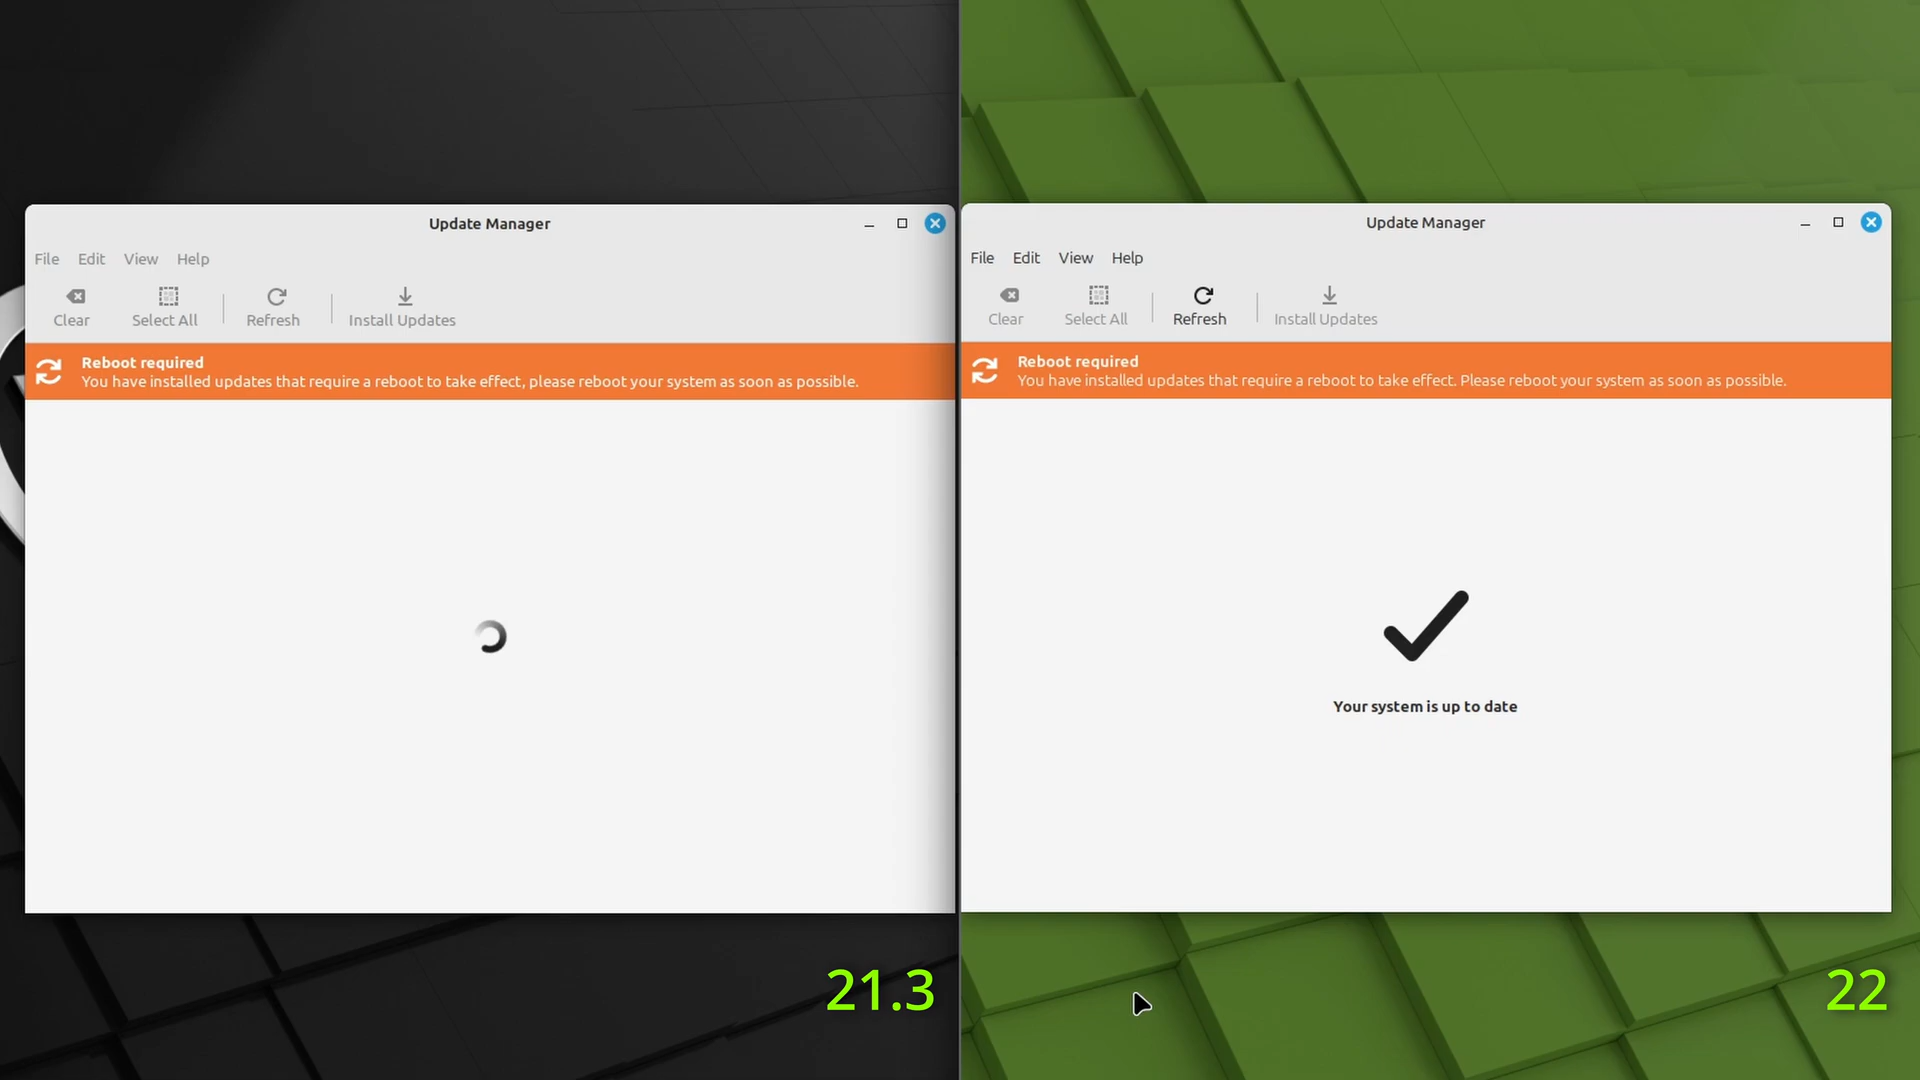 Update Manager
File Edit View Help
Clear Select All Refresh Install Updates
Reboot required
You have installed updates that require a reboot to take effect, please reboot your system as soon as possible.
21.3
Update Manager
File Edit View Help
Clear Select All Refresh Install Updates
Reboot required
You have installed updates that require a reboot to take effect. Please reboot your system as soon as possible.
Your system is up to date
22